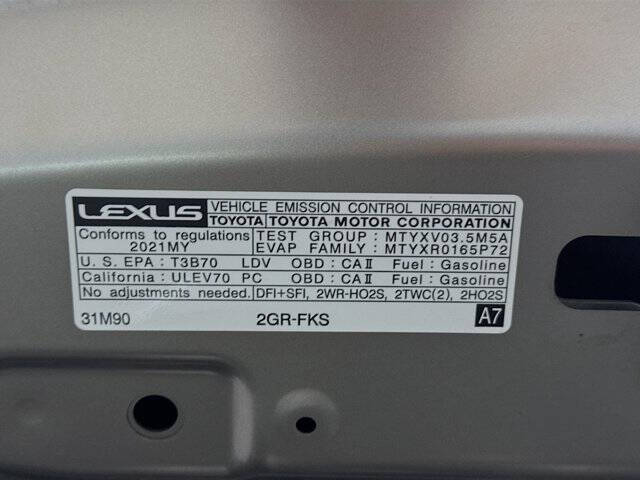 LEXUS VEHICLE EMISSION CONTROL INFORMATION
TOYOTA TOYOTA MOTOR CORPORATION
Conforms to regulations TEST GROUP : MTYXV03.5M5A
2021MY EVAP FAMILY : MTYXR0165P72
U. S. EPA : T3B70 LDV OBD : CAⅡ Fuel : Gasoline
California : ULEV70 PC OBD : CAⅡ Fuel : Gasoline
No adjustments needed. DFI+SFI, 2WR-HO2S, 2TWC(2), 2HO2S
31M90 2GR-FKS A7